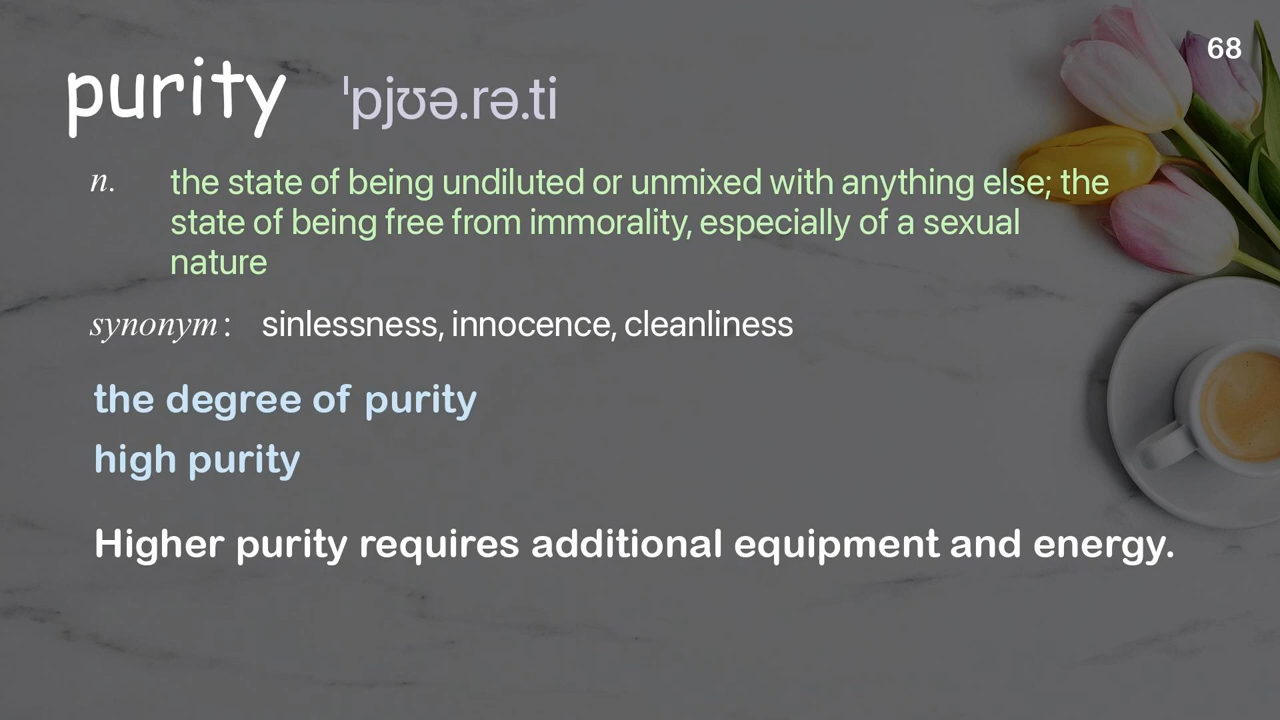 68
purity ˈpjʊə.rə.ti
n. the state of being undiluted or unmixed with anything else; the
state of being free from immorality, especially of a sexual
nature
synonym: sinlessness, innocence, cleanliness
the degree of purity
high purity
Higher purity requires additional equipment and energy.